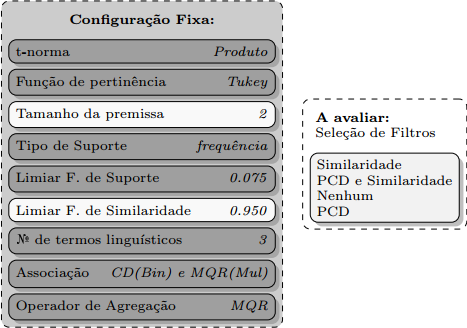 Configuração Fixa:
t-norma Produto
Função de pertinência Tukey
Tamanho da premissa 2
Tipo de Suporte frequência
Limiar F. de Suporte 0.075
Limiar F. de Similaridade 0.950
№ de termos linguísticos 3
Associação CD(Bin) e MQR(Mul)
Operador de Agregação MQR
A avaliar:
Seleção de Filtros
Similaridade
PCD e Similaridade
Nenhum
PCD